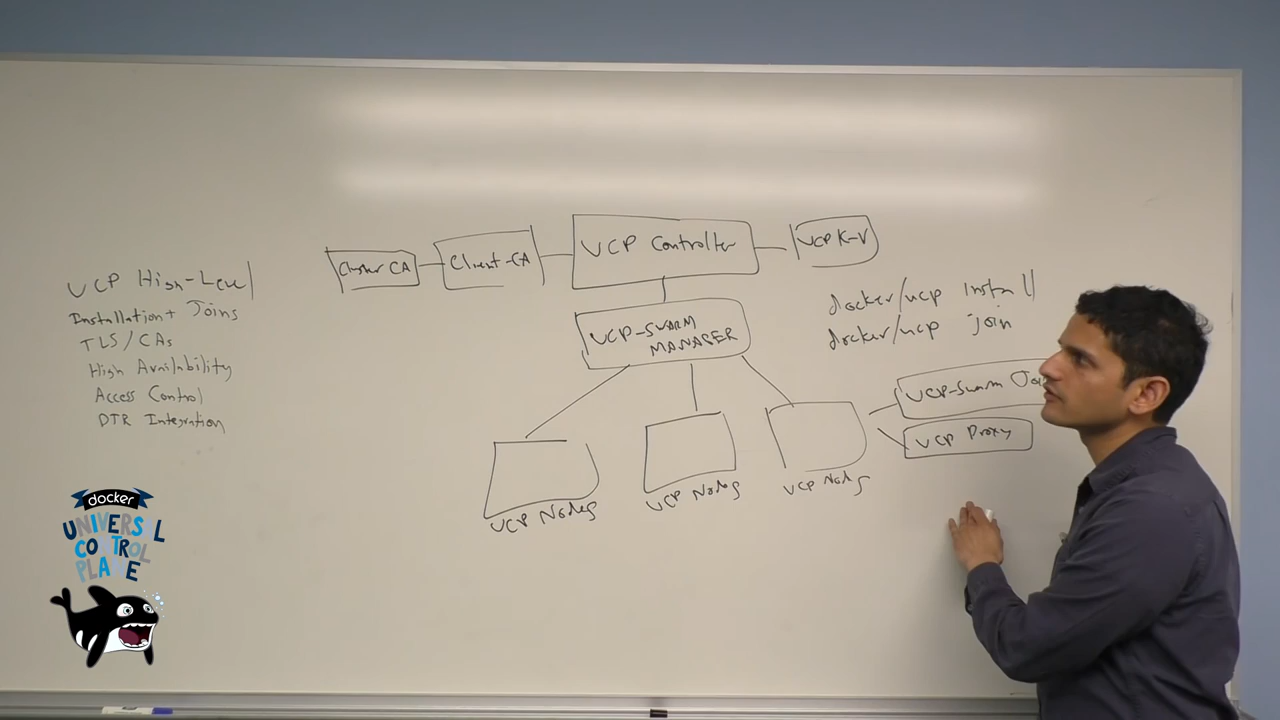 UCP High-Level
Installation + Joins
TLS/CAs
High Availability
Access Control
DTR Integration
Cluster CA
Client-CA
UCP Controller
UCP K-V
UCP-SWARM
MANAGER
docker/ucp install
docker/ucp join
UCP-Swarm
UCP Proxy
UCP Nodes
UCP Nodes
UCP Nodes
docker
UNIVERSAL
CONTROL
PLANE